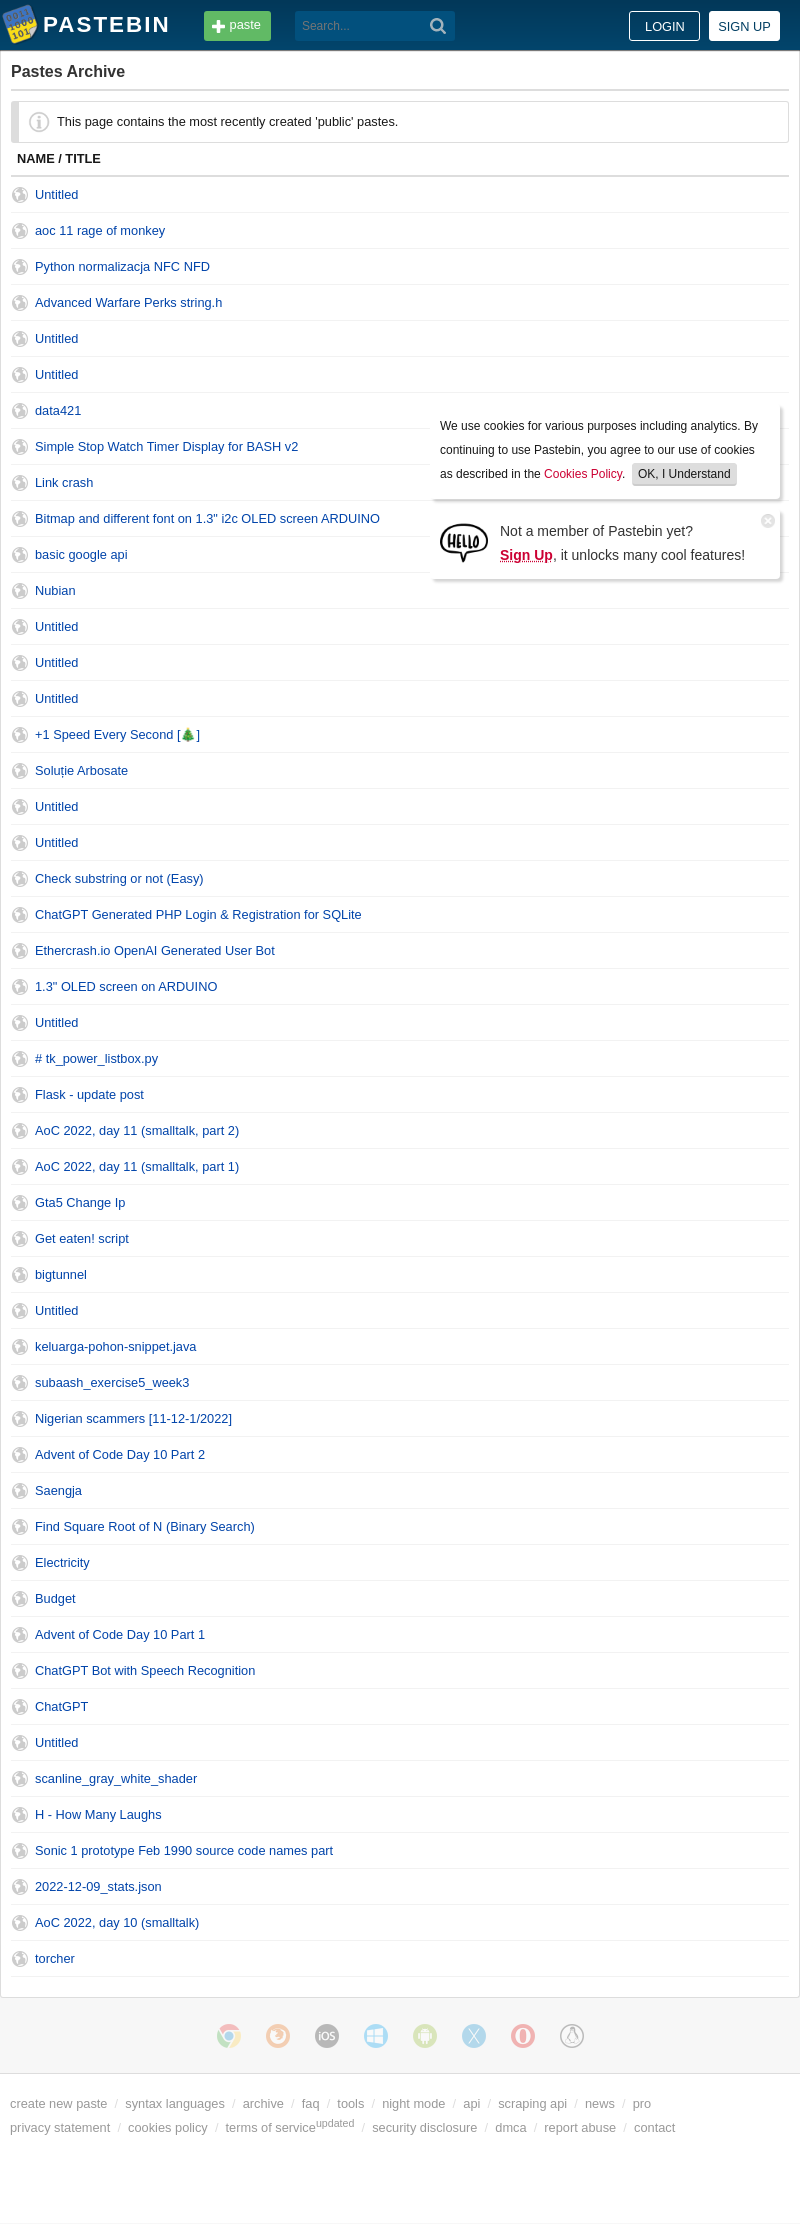 PASTEBIN paste Search... LOGIN SIGN UP
Pastes Archive
This page contains the most recently created 'public' pastes.
NAME / TITLE
Untitled
aoc 11 rage of monkey
Python normalizacja NFC NFD
Advanced Warfare Perks string.h
Untitled
Untitled
data421
Simple Stop Watch Timer Display for BASH v2
Link crash
Bitmap and different font on 1.3" i2c OLED screen ARDUINO
basic google api
Nubian
We use cookies for various purposes including analytics. By
continuing to use Pastebin, you agree to our use of cookies
as described in the Cookies Policy. OK, I Understand
HELLO
Not a member of Pastebin yet?
Sign Up, it unlocks many cool features!
Untitled
Untitled
Untitled
+1 Speed Every Second [🎄]
Soluție Arbosate
Untitled
Untitled
Check substring or not (Easy)
ChatGPT Generated PHP Login & Registration for SQLite
Ethercrash.io OpenAI Generated User Bot
1.3" OLED screen on ARDUINO
Untitled
# tk_power_listbox.py
Flask - update post
AoC 2022, day 11 (smalltalk, part 2)
AoC 2022, day 11 (smalltalk, part 1)
Gta5 Change Ip
Get eaten! script
bigtunnel
Untitled
keluarga-pohon-snippet.java
subaash_exercise5_week3
Nigerian scammers [11-12-1/2022]
Advent of Code Day 10 Part 2
Saengja
Find Square Root of N (Binary Search)
Electricity
Budget
Advent of Code Day 10 Part 1
ChatGPT Bot with Speech Recognition
ChatGPT
Untitled
scanline_gray_white_shader
H - How Many Laughs
Sonic 1 prototype Feb 1990 source code names part
2022-12-09_stats.json
AoC 2022, day 10 (smalltalk)
torcher
iOS
create new paste / syntax languages / archive / faq / tools / night mode / api / scraping api / news / pro
privacy statement / cookies policy / terms of serviceupdated / security disclosure / dmca / report abuse / contact